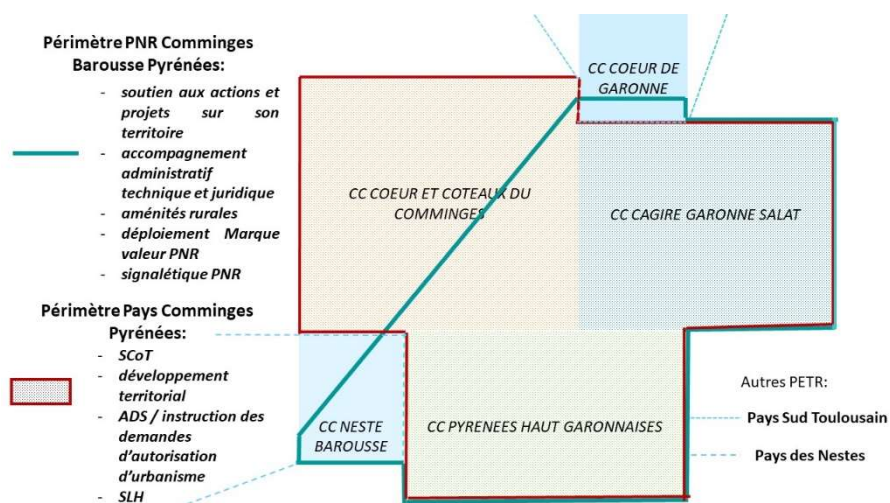 Périmètre PNR Comminges
Barousse Pyrénées:
- soutien aux actions et
projets sur son
territoire
- accompagnement
administratif
technique et juridique
- aménités rurales
- déploiement Marque
valeur PNR
- signalétique PNR
Périmètre Pays Comminges
Pyrénées:
- SCoT
- développement
territorial
- ADS / instruction des
demandes
d'autorisation
d'urbanisme
- SLH
CC COEUR DE
GARONNE
CC COEUR ET COTEAUX DU
COMMINGES
CC CAGIRE GARONNE SALAT
CC NESTE
BAROUSSE
CC PYRENEES HAUT GARONNAISES
Autres PETR:
Pays Sud Toulousain
Pays des Nestes